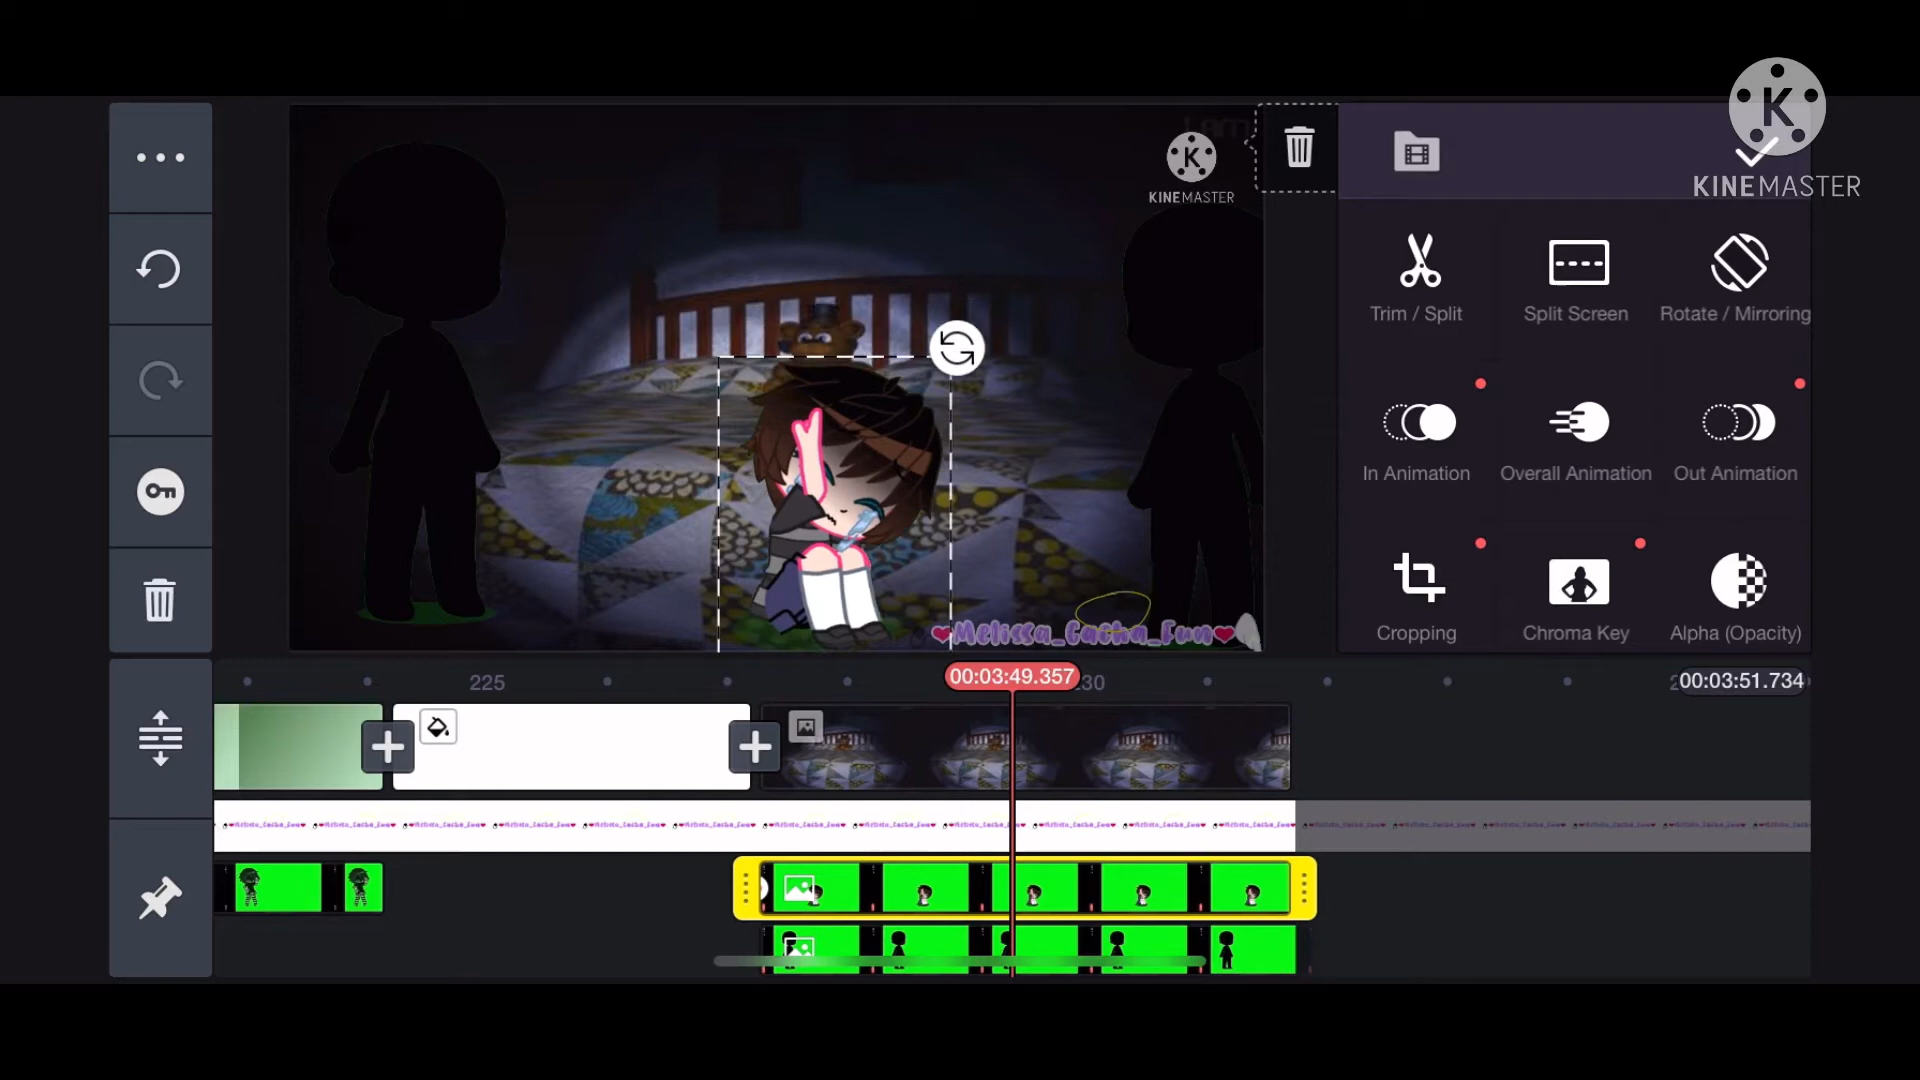 K
KINEMASTER
K
KINEMASTER
Trim / Split
Split Screen
Rotate / Mirroring
In Animation
Overall Animation
Out Animation
Cropping
Chroma Key
Alpha (Opacity)
❤Melissa_Gacha_Fun❤
225
00:03:49.357
00:03:51.734